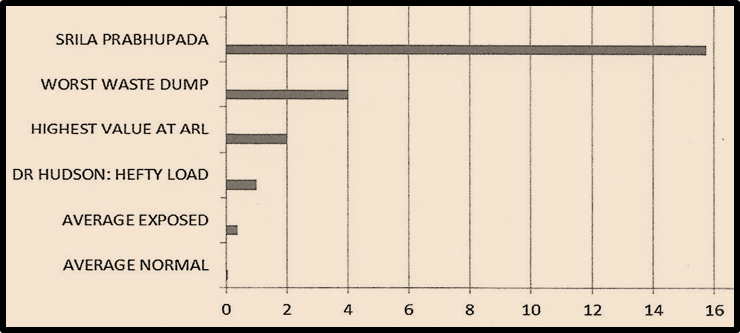 SRILA PRABHUPADA
WORST WASTE DUMP
HIGHEST VALUE AT ARL
DR HUDSON: HEFTY LOAD
AVERAGE EXPOSED
AVERAGE NORMAL
0 2 4 6 8 10 12 14 16